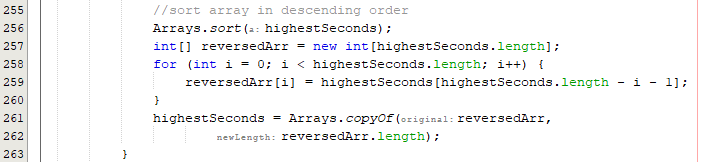 255 //sort array in descending order
256 Arrays.sort(a: highestSeconds);
257 int[] reversedArr = new int[highestSeconds.length];
258 for (int i = 0; i < highestSeconds.length; i++) {
259 reversedArr[i] = highestSeconds[highestSeconds.length - i - 1];
260 }
261 highestSeconds = Arrays.copyOf(original: reversedArr,
262 newLength: reversedArr.length);
263 }